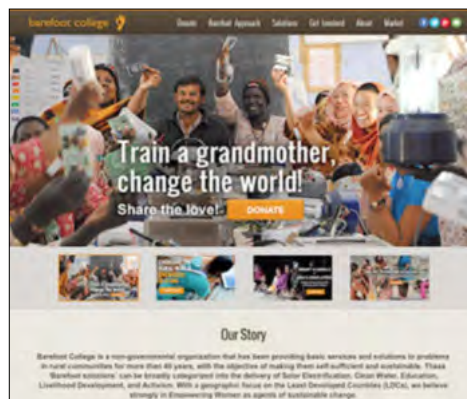 barefoot college
Donate Barefoot Approach Solutions Get Involved About Market
Train a grandmother,
change the world!
Share the love! DONATE
Our Story
Barefoot College is a non-governmental organization that has been providing basic services and solutions to problems
in rural communities for more than 40 years, with the objective of making them self-sufficient and sustainable. These
'Barefoot solutions' can be broadly categorized into the delivery of Solar Electrification, Clean Water, Education,
Livelihood Development, and Activism. With a geographic focus on the Least Developed Countries (LDCs), we believe
strongly in Empowering Women as agents of sustainable change.